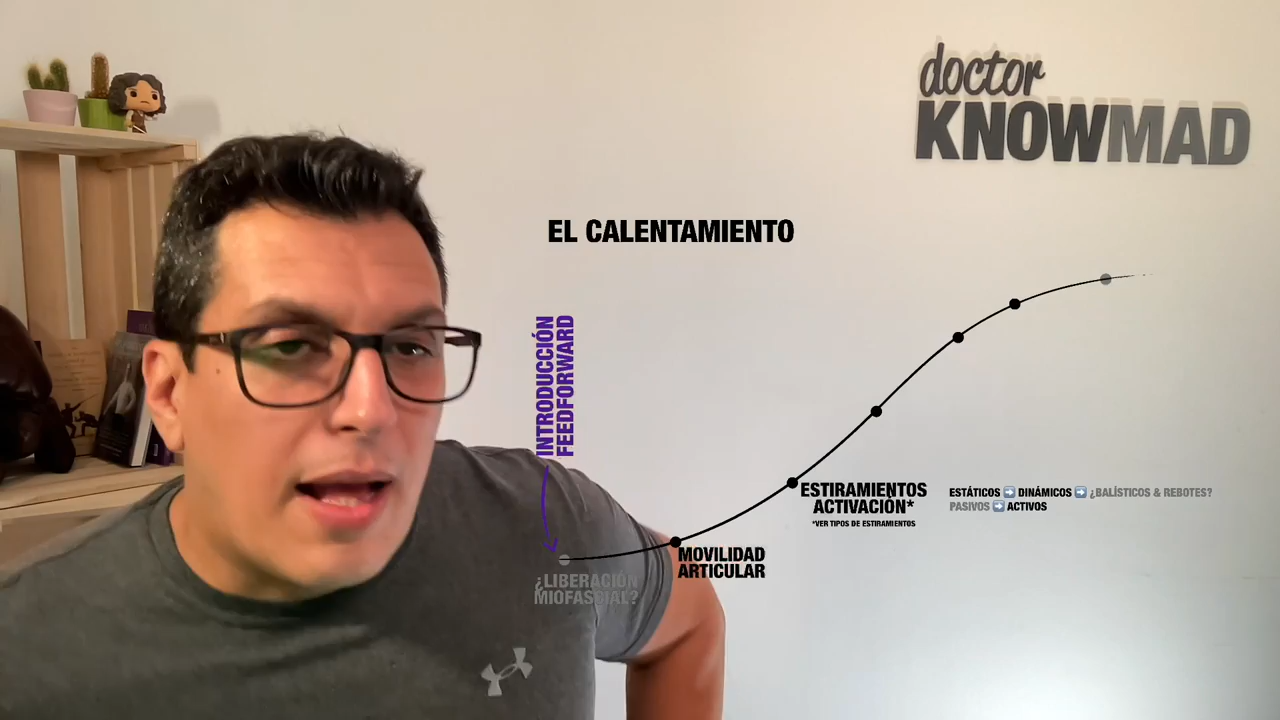 doctor
KNOWMAD
EL CALENTAMIENTO
INTRODUCCIÓN
FEEDFORWARD
ESTIRAMIENTOS
ACTIVACIÓN*
*VER TIPOS DE ESTIRAMIENTOS
ESTÁTICOS ➡️ DINÁMICOS ➡️ ¿BALÍSTICOS & REBOTES?
PASIVOS ➡️ ACTIVOS
MOVILIDAD
ARTICULAR
¿LIBERACIÓN
MIOFASCIAL?